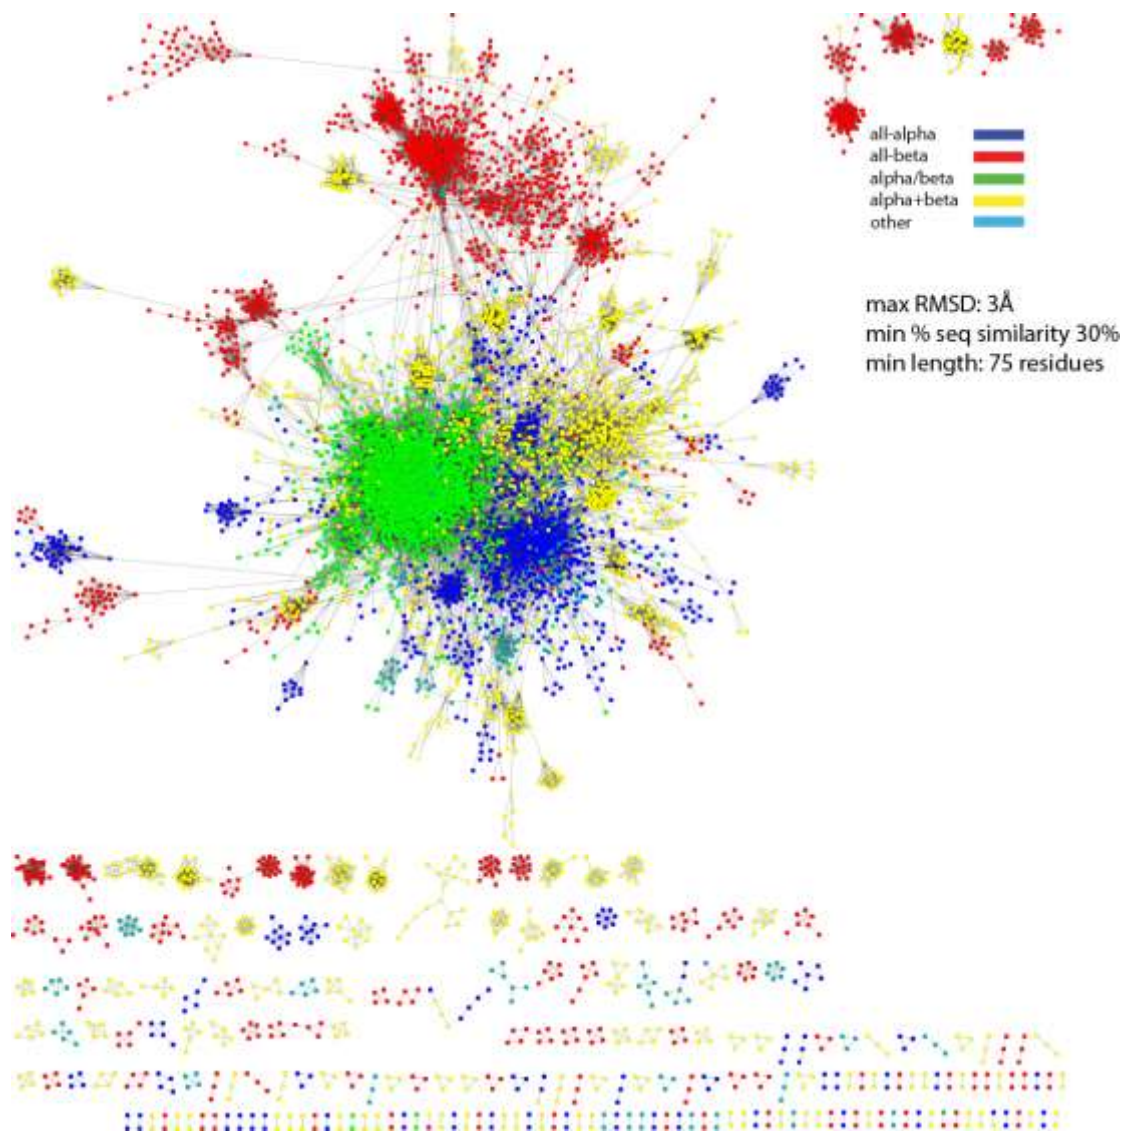 all-alpha
all-beta
alpha/beta
alpha+beta
other
max RMSD: 3Å
min % seq similarity 30%
min length: 75 residues